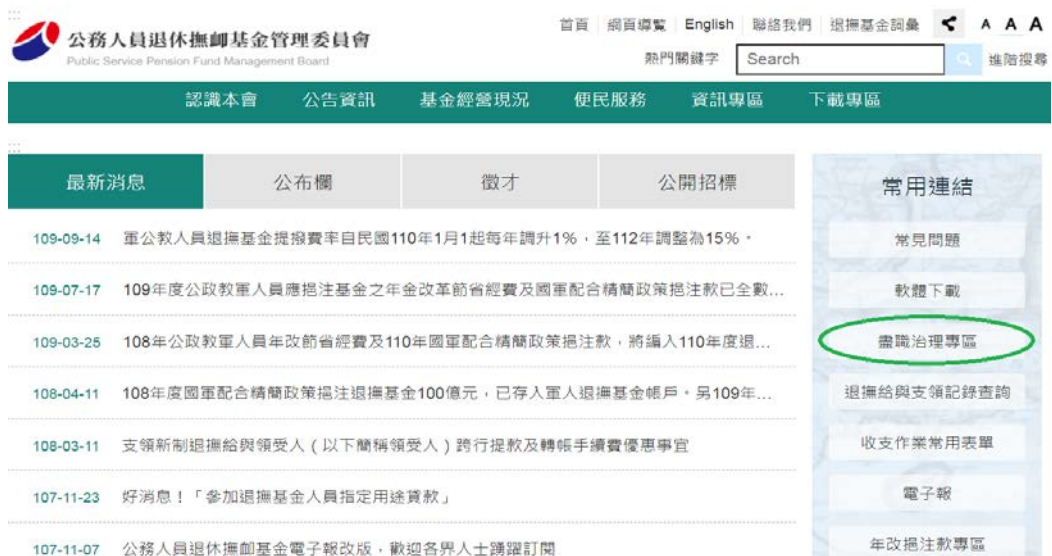 首頁 網頁導覽 English 聯絡我們 退撫基金詞彙 A A A
公務人員退休撫卹基金管理委員會
Public Service Pension Fund Management Board
熱門關鍵字 Search 進階搜尋
認識本會 公告資訊 基金經營現況 便民服務 資訊專區 下載專區
最新消息 公布欄 徵才 公開招標
109-09-14 軍公教人員退撫基金提撥費率自民國110年1月1起每年調升1%，至112年調整為15%。
109-07-17 109年度公政教軍人員應挹注基金之年金改革節省經費及國軍配合精簡政策挹注款已全數...
109-03-25 108年公政教軍人員年改節省經費及110年國軍配合精簡政策挹注款，將編入110年度退...
108-04-11 108年度國軍配合精簡政策挹注退撫基金100億元，已存入軍人退撫基金帳戶。另109年...
108-03-11 支領新制退撫給與領受人（以下簡稱領受人）跨行提款及轉帳手續費優惠事宜
107-11-23 好消息！「參加退撫基金人員指定用途貸款」
107-11-07 公務人員退休撫卹基金電子報改版，歡迎各界人士踴躍訂閱
常用連結
常見問題
軟體下載
盡職治理專區
退撫給與支領記錄查詢
收支作業常用表單
電子報
年改挹注款專區